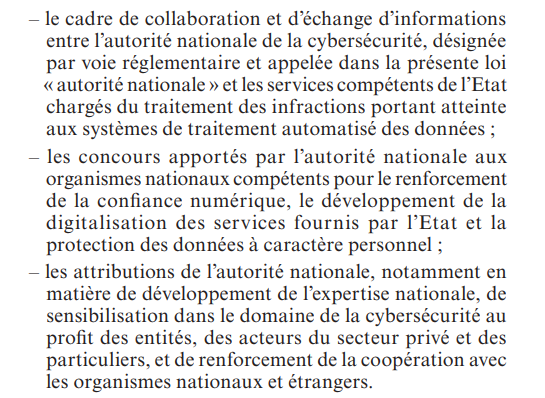 – le cadre de collaboration et d’échange d’informations
entre l’autorité nationale de la cybersécurité, désignée
par voie réglementaire et appelée dans la présente loi
« autorité nationale » et les services compétents de l’Etat
chargés du traitement des infractions portant atteinte
aux systèmes de traitement automatisé des données ;
– les concours apportés par l’autorité nationale aux
organismes nationaux compétents pour le renforcement
de la confiance numérique, le développement de la
digitalisation des services fournis par l’Etat et la
protection des données à caractère personnel ;
– les attributions de l’autorité nationale, notamment en
matière de développement de l’expertise nationale, de
sensibilisation dans le domaine de la cybersécurité au
profit des entités, des acteurs du secteur privé et des
particuliers, et de renforcement de la coopération avec
les organismes nationaux et étrangers.